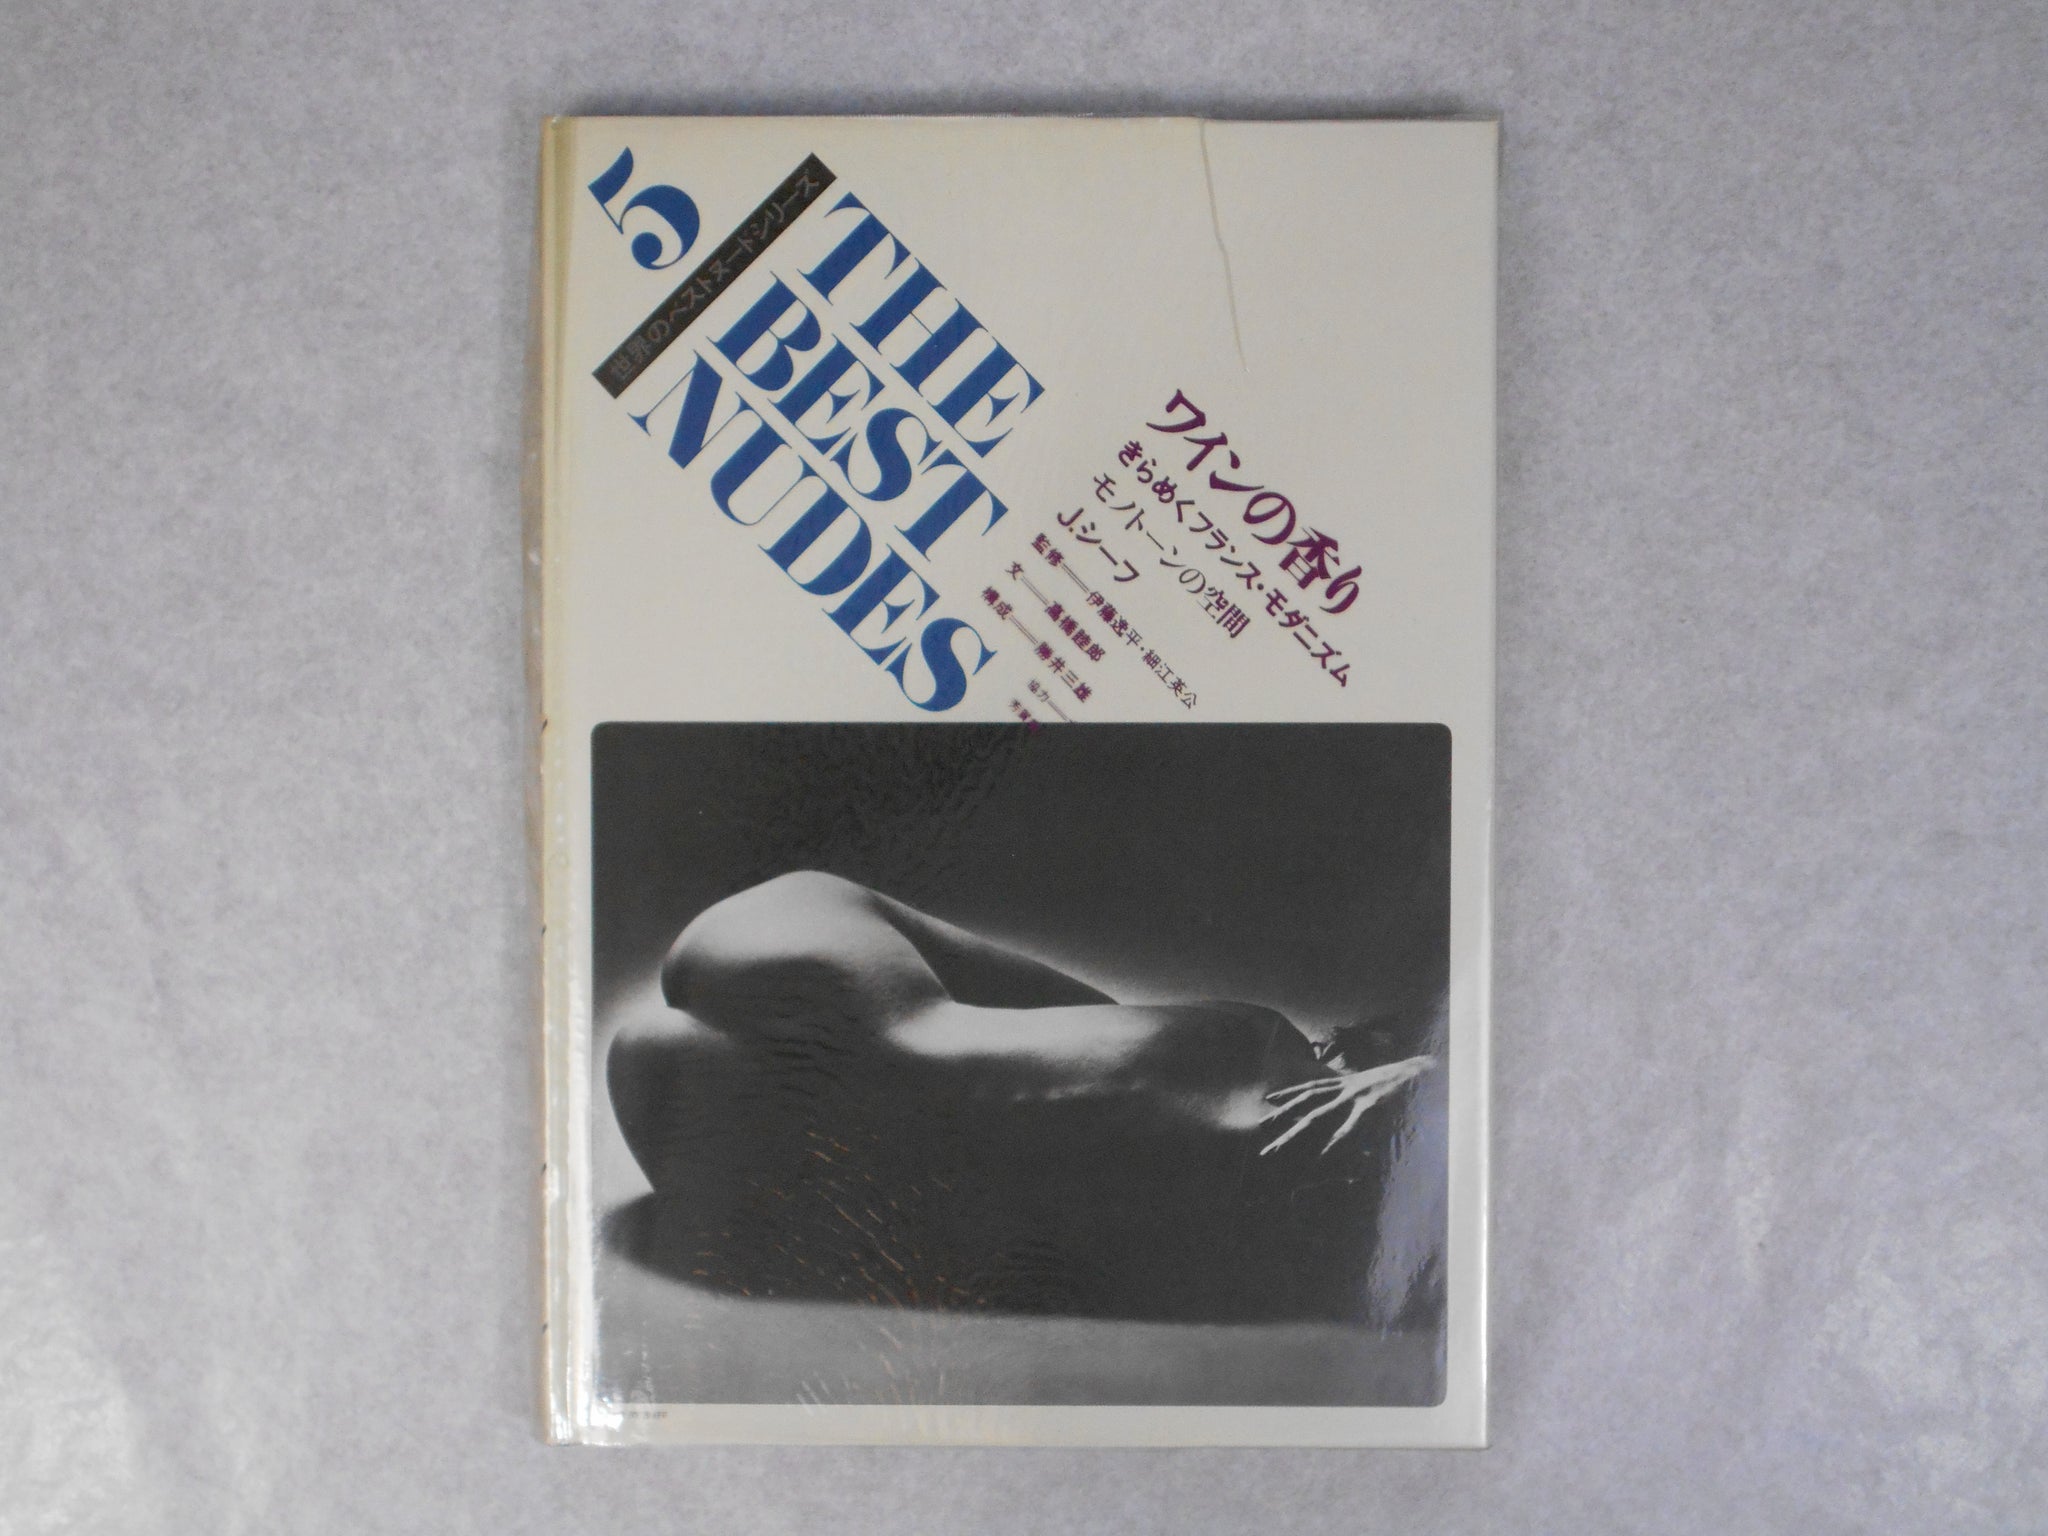 5
世界のベストヌードシリーズ
THE
BEST
NUDES
ワインの香り
きらめくフランス・モダニズム
モノトーンの空間
J.シーフ
監修——伊藤逸平・細江英公
文——高橋睦郎
構成——勝井三雄
協力——